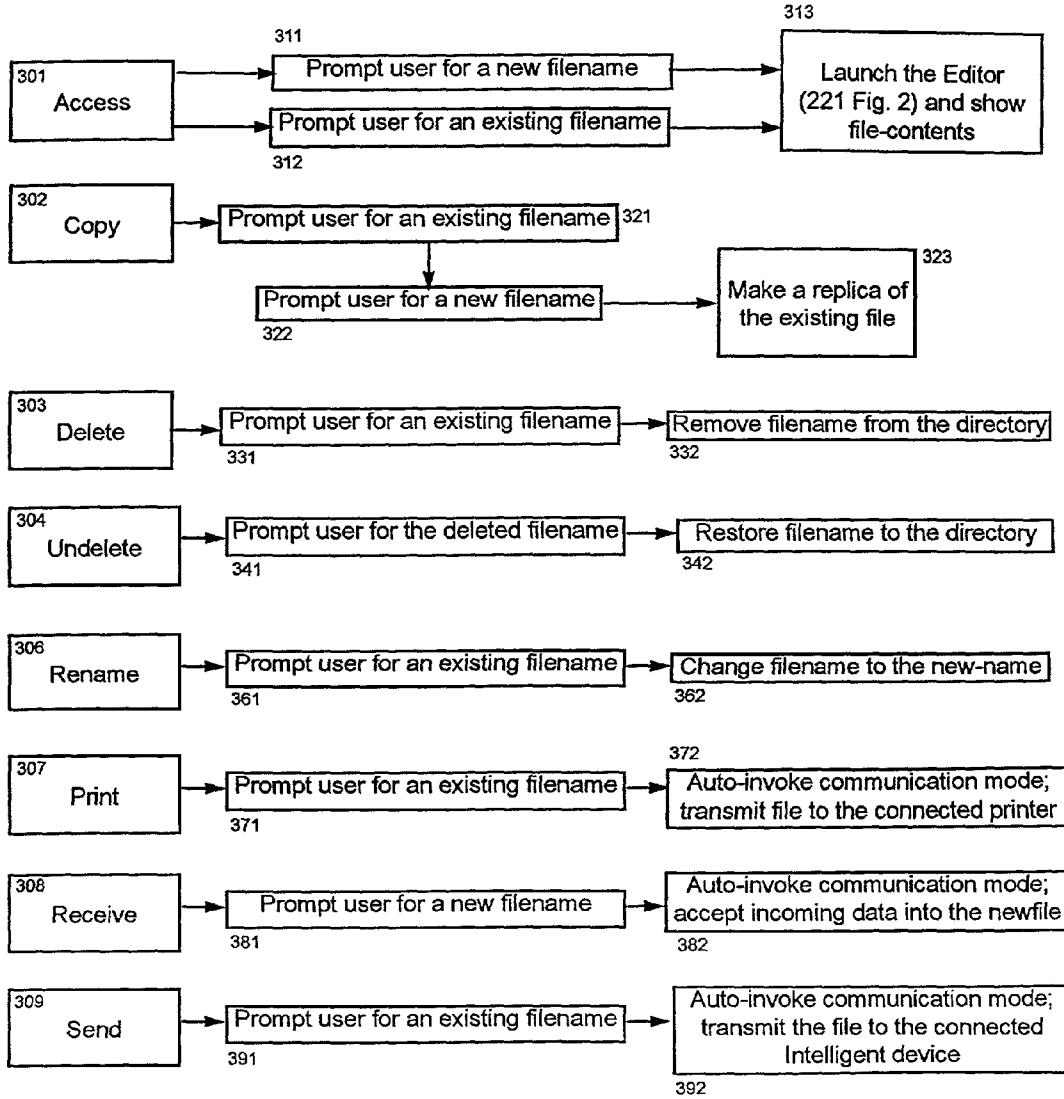 313
311
301
Access
Prompt user for a new filename
Launch the Editor
(221 Fig. 2) and show
file-contents
Prompt user for an existing filename
312
302
Copy
Prompt user for an existing filename
321
323
Prompt user for a new filename
322
Make a replica of
the existing file
303
Delete
Prompt user for an existing filename
331
Remove filename from the directory
332
304
Undelete
Prompt user for the deleted filename
341
Restore filename to the directory
342
306
Rename
Prompt user for an existing filename
361
Change filename to the new-name
362
307
Print
Prompt user for an existing filename
371
372
Auto-invoke communication mode;
transmit file to the connected printer
308
Receive
Prompt user for a new filename
381
Auto-invoke communication mode;
accept incoming data into the newfile
382
309
Send
Prompt user for an existing filename
391
Auto-invoke communication mode;
transmit the file to the connected
Intelligent device
392